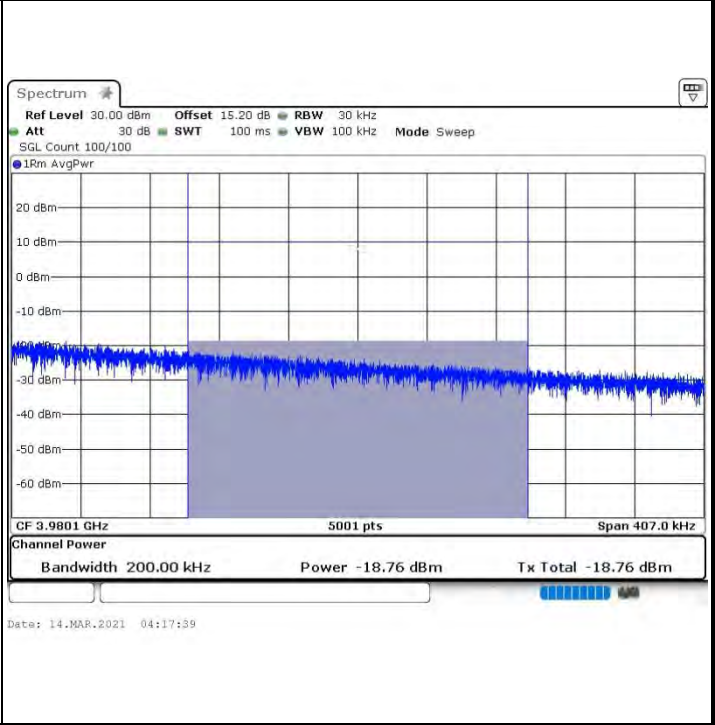 Spectrum
Ref Level 30.00 dBm Offset 15.20 dB RBW 30 kHz
Att 30 dB SWT 100 ms VBW 100 kHz Mode Sweep
SGL Count 100/100
1Rm AvgPwr
20 dBm
10 dBm
0 dBm
-10 dBm
-30 dBm
-40 dBm
-50 dBm
-60 dBm
CF 3.9801 GHz 5001 pts Span 407.0 kHz
Channel Power
Bandwidth 200.00 kHz Power -18.76 dBm Tx Total -18.76 dBm
Date: 14.MAR.2021 04:17:39